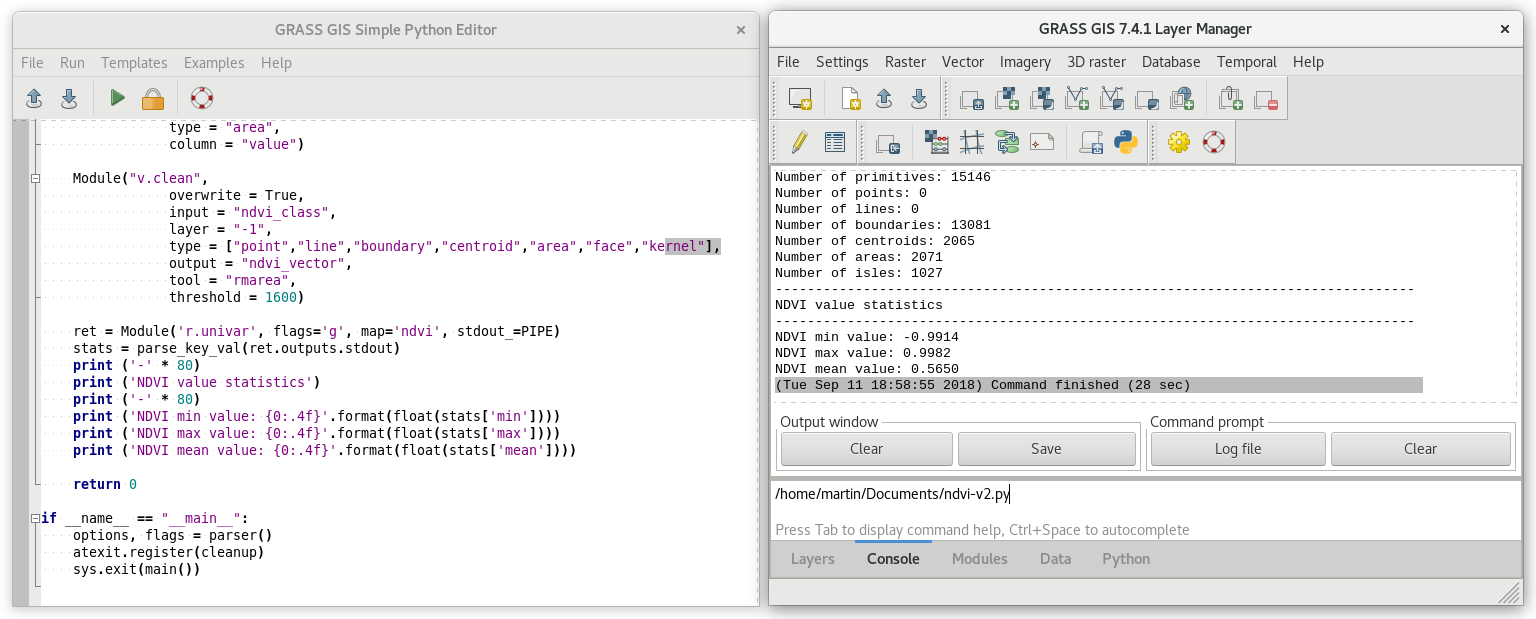 GRASS GIS Simple Python Editor
File Run Templates Examples Help
type = "area",
column = "value")
Module("v.clean",
overwrite = True,
input = "ndvi_class",
layer = "-1",
type = ["point","line","boundary","centroid","area","face","kernel"],
output = "ndvi_vector",
tool = "rmarea",
threshold = 1600)
ret = Module('r.univar', flags='g', map='ndvi', stdout_=PIPE)
stats = parse_key_val(ret.outputs.stdout)
print ('-' * 80)
print ('NDVI value statistics')
print ('-' * 80)
print ('NDVI min value: {0:.4f}'.format(float(stats['min'])))
print ('NDVI max value: {0:.4f}'.format(float(stats['max'])))
print ('NDVI mean value: {0:.4f}'.format(float(stats['mean'])))
return 0
if __name__ == "__main__":
options, flags = parser()
atexit.register(cleanup)
sys.exit(main())
GRASS GIS 7.4.1 Layer Manager
File Settings Raster Vector Imagery 3D raster Database Temporal Help
Number of primitives: 15146
Number of points: 0
Number of lines: 0
Number of boundaries: 13081
Number of centroids: 2065
Number of areas: 2071
Number of isles: 1027
--------------------------------------------------------------------------------
NDVI value statistics
--------------------------------------------------------------------------------
NDVI min value: -0.9914
NDVI max value: 0.9982
NDVI mean value: 0.5650
(Tue Sep 11 18:58:55 2018) Command finished (28 sec)
Output window Command prompt
Clear Save Log file Clear
/home/martin/Documents/ndvi-v2.py
Press Tab to display command help, Ctrl+Space to autocomplete
Layers Console Modules Data Python